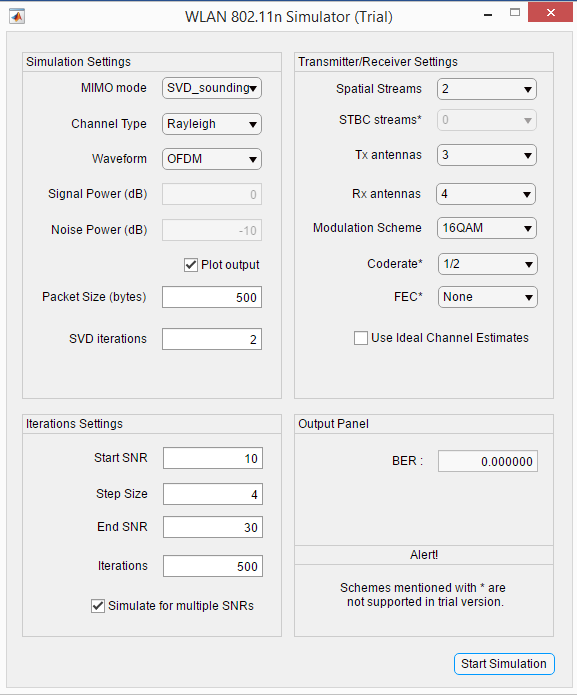 WLAN 802.11n Simulator (Trial)
Simulation Settings
MIMO mode SVD_sounding
Channel Type Rayleigh
Waveform OFDM
Signal Power (dB) 0
Noise Power (dB) -10
Plot output
Packet Size (bytes) 500
SVD iterations 2
Transmitter/Receiver Settings
Spatial Streams 2
STBC streams* 0
Tx antennas 3
Rx antennas 4
Modulation Scheme 16QAM
Coderate* 1/2
FEC* None
Use Ideal Channel Estimates
Iterations Settings
Start SNR 10
Step Size 4
End SNR 30
Iterations 500
Simulate for multiple SNRs
Output Panel
BER : 0.000000
Alert!
Schemes mentioned with * are
not supported in trial version.
Start Simulation